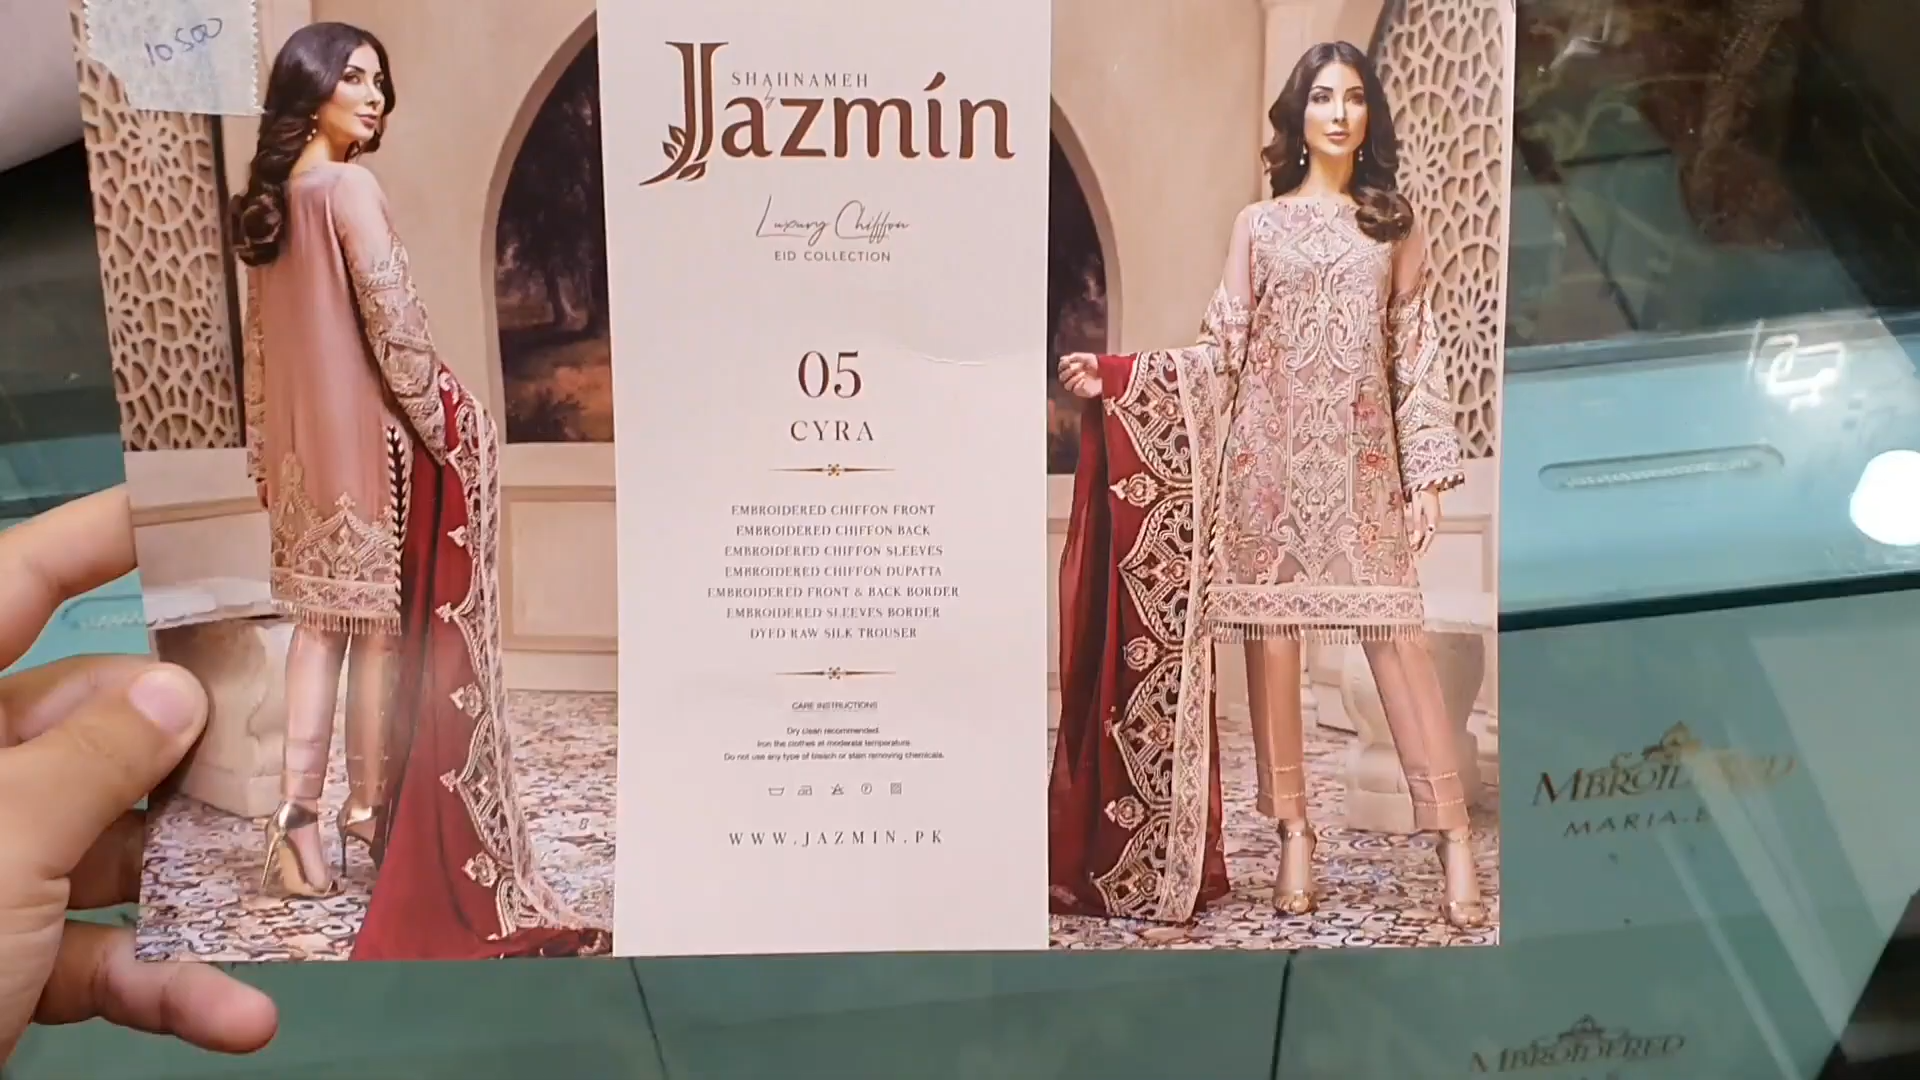 10500
SHAHNAMEH
by
Jazmín
Luxury Chiffon
EID COLLECTION
05
CYRA
EMBROIDERED CHIFFON FRONT
EMBROIDERED CHIFFON BACK
EMBROIDERED CHIFFON SLEEVES
EMBROIDERED CHIFFON DUPATTA
EMBROIDERED FRONT & BACK BORDER
EMBROIDERED SLEEVES BORDER
DYED RAW SILK TROUSER
CARE INSTRUCTIONS
Dry clean recommended.
Iron the clothes at moderate temperature.
Do not use any type of bleach or stain removing chemicals.
WWW.JAZMIN.PK
MBROIDERED
MARIA.B
MBROIDERED